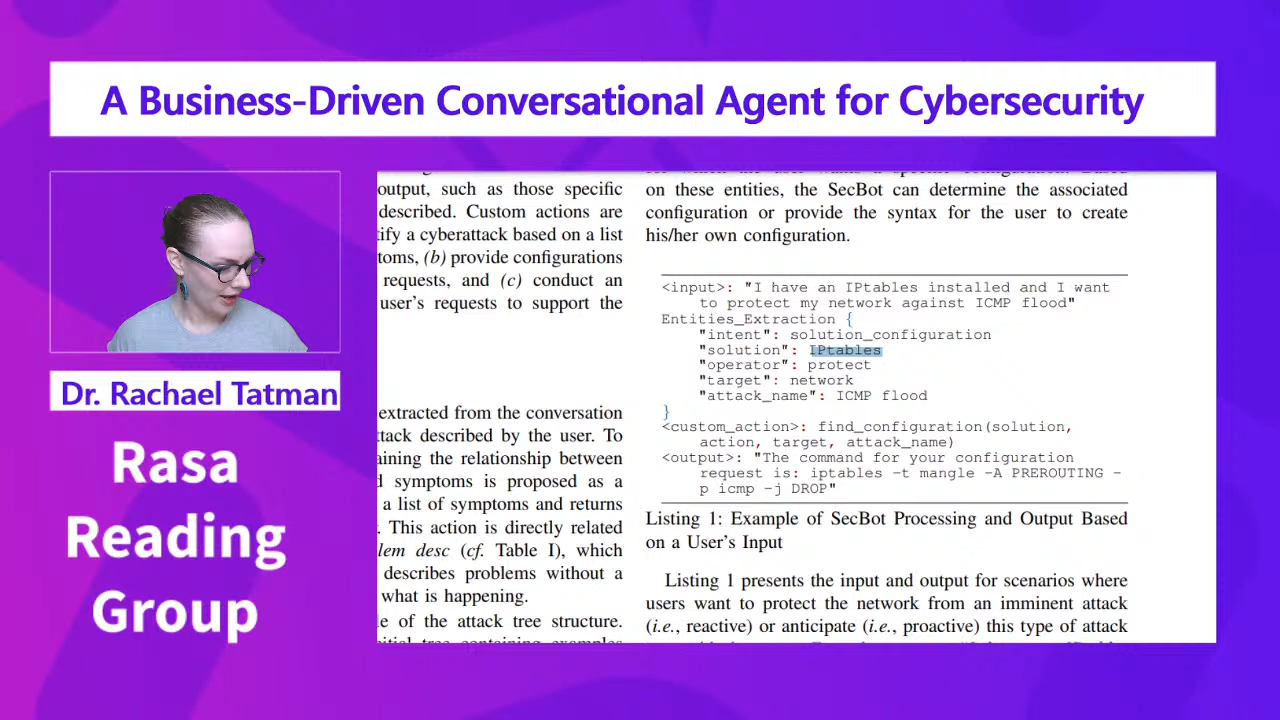 A Business-Driven Conversational Agent for Cybersecurity
Dr. Rachael Tatman
Rasa
Reading
Group
output, such as those specific
described. Custom actions are
tify a cyberattack based on a list
toms, (b) provide configurations
requests, and (c) conduct an
user's requests to support the
extracted from the conversation
ttack described by the user. To
aining the relationship between
d symptoms is proposed as a
a list of symptoms and returns
. This action is directly related
lem desc (cf. Table I), which
describes problems without a
what is happening.
le of the attack tree structure.
on these entities, the SecBot can determine the associated
configuration or provide the syntax for the user to create
his/her own configuration.
<input>: "I have an IPtables installed and I want
to protect my network against ICMP flood"
Entities_Extraction {
"intent": solution_configuration
"solution": IPtables
"operator": protect
"target": network
"attack_name": ICMP flood
}
<custom_action>: find_configuration(solution,
action, target, attack_name)
<output>: "The command for your configuration
request is: iptables -t mangle -A PREROUTING -
p icmp -j DROP"
Listing 1: Example of SecBot Processing and Output Based
on a User's Input
Listing 1 presents the input and output for scenarios where
users want to protect the network from an imminent attack
(i.e., reactive) or anticipate (i.e., proactive) this type of attack